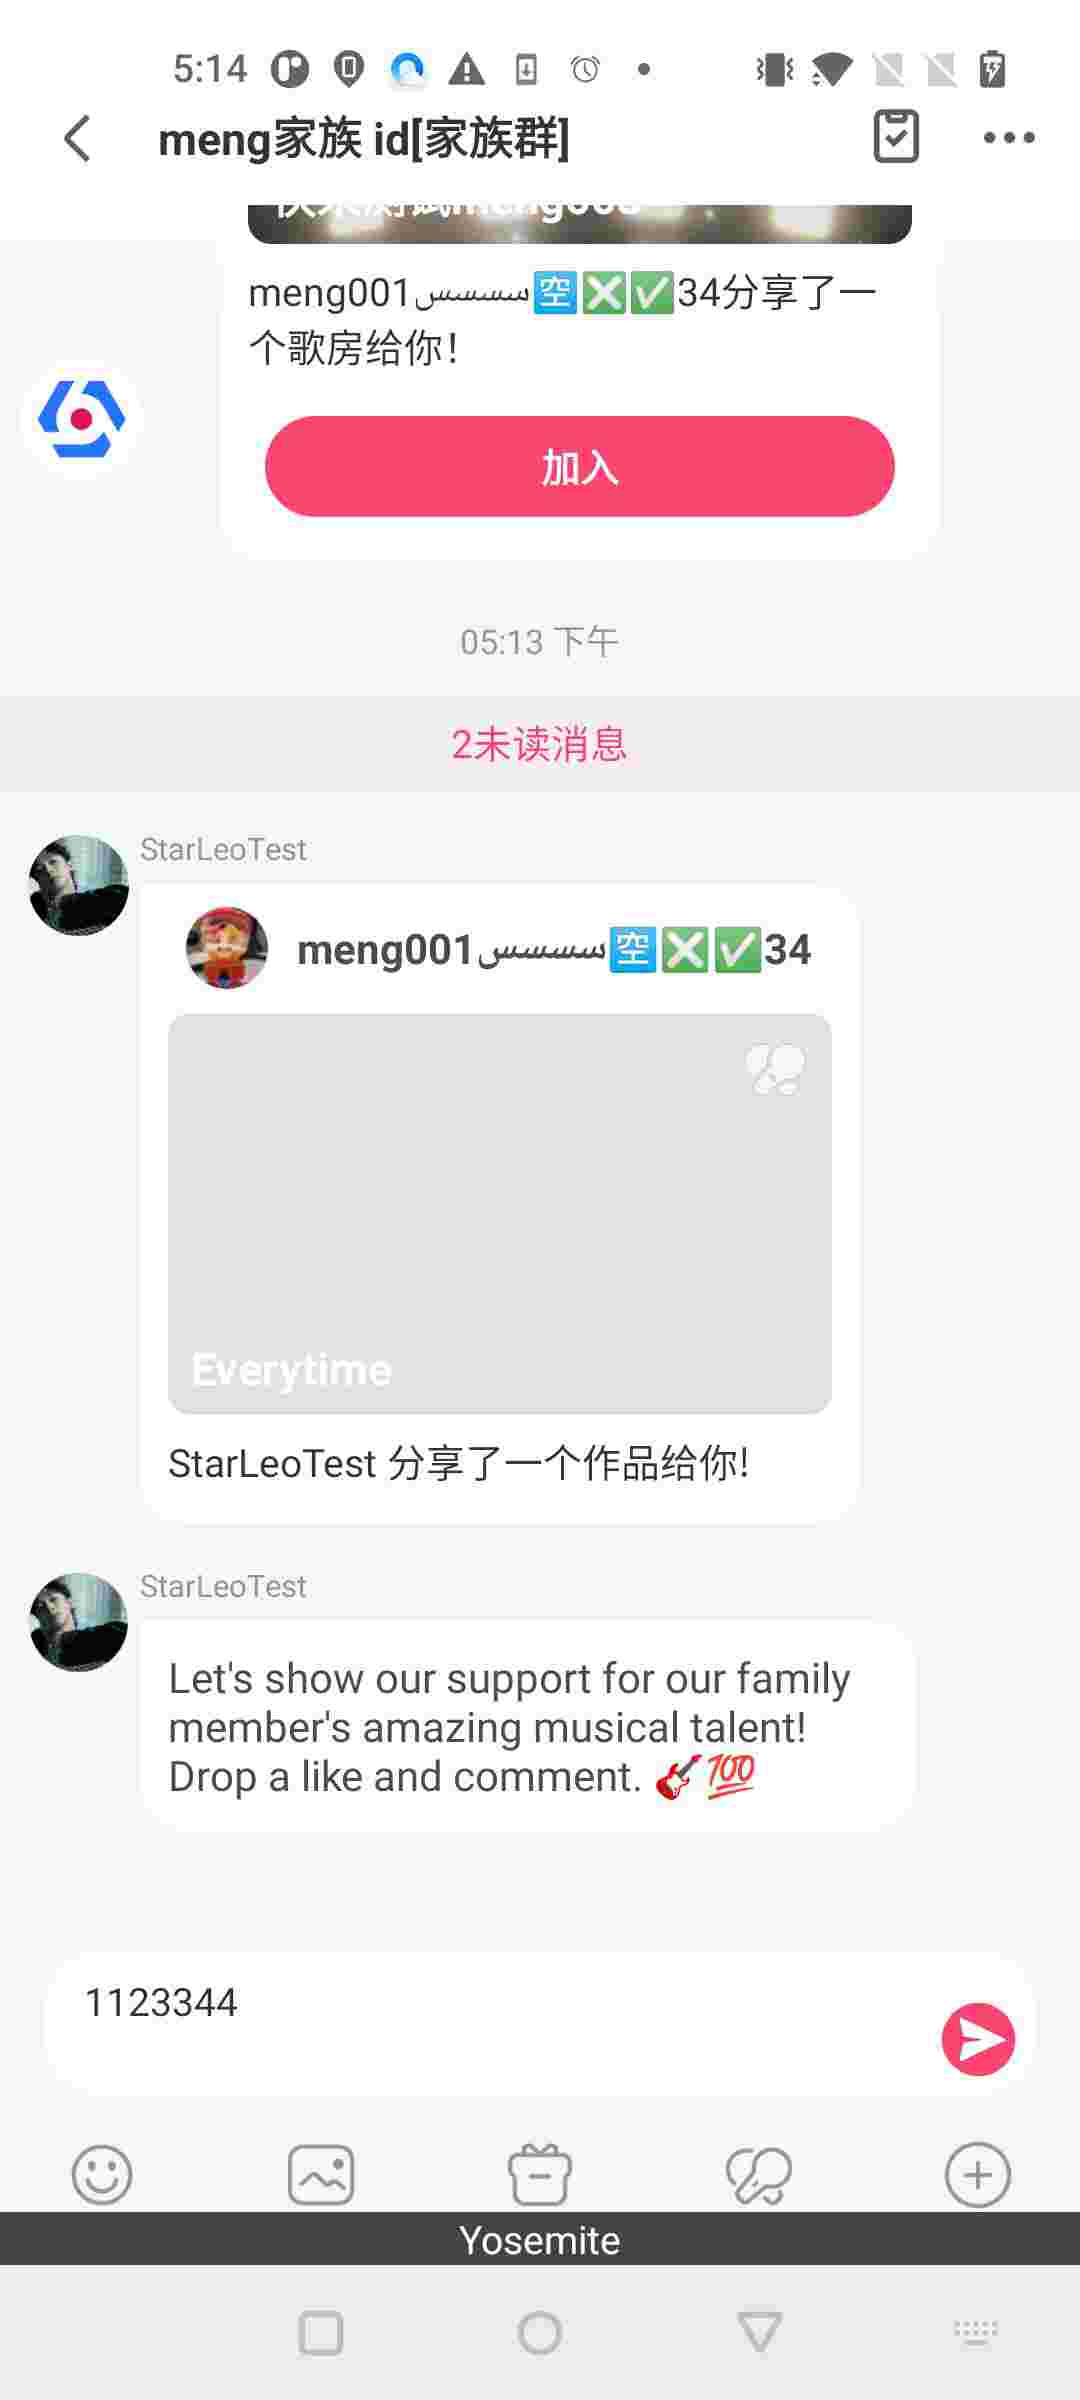 5:14
meng家族 id[家族群]
meng001سسسس🈳❎✅34分享了一
个歌房给你!
加入
05:13 下午
2未读消息
StarLeoTest
meng001سسسس🈳❎✅34
Everytime
StarLeoTest 分享了一个作品给你!
StarLeoTest
Let's show our support for our family
member's amazing musical talent!
Drop a like and comment. 🎸💯
1123344
Yosemite